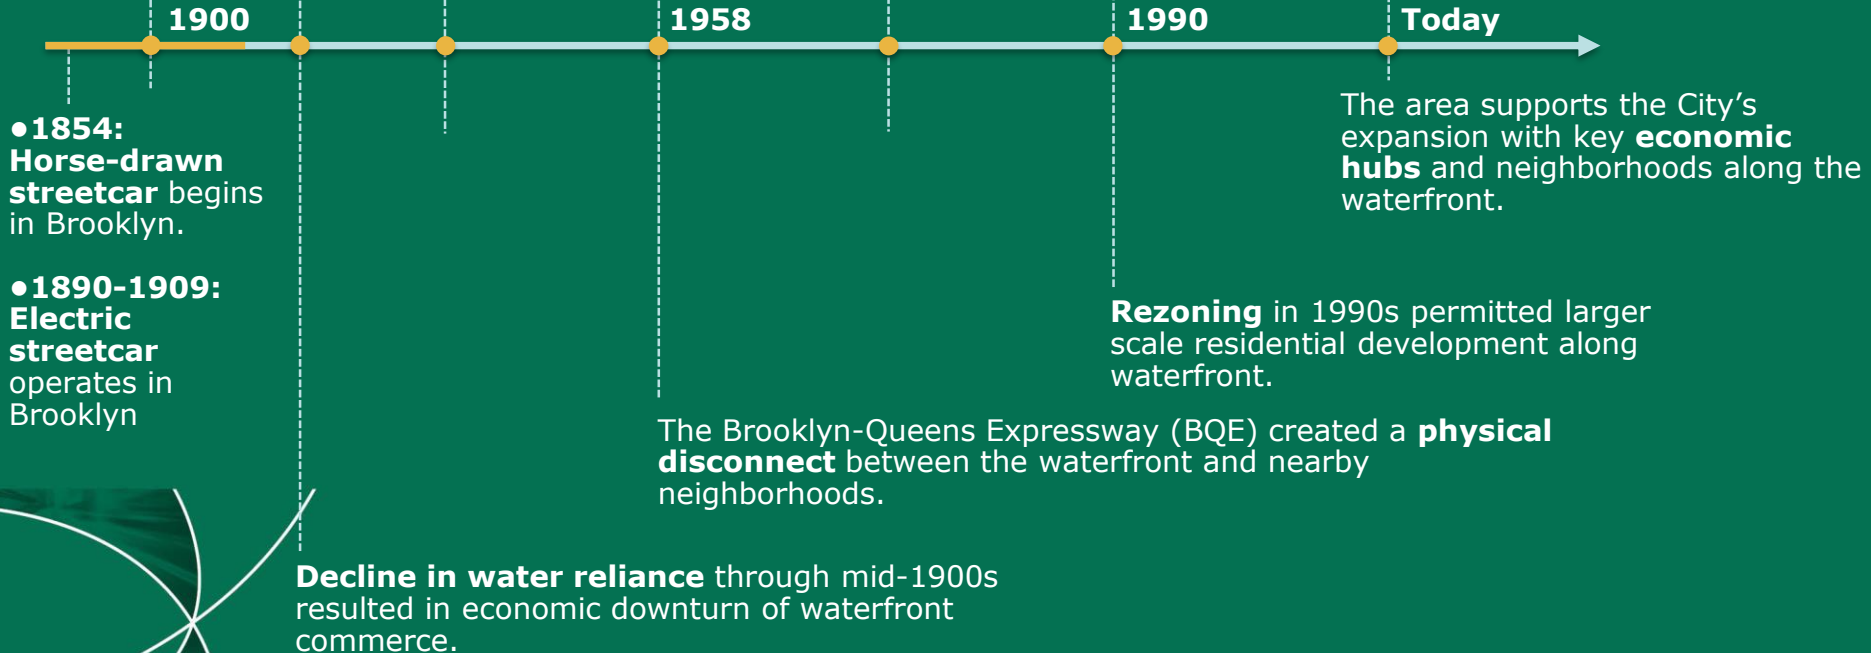 1900
1958
1990
Today
●1854:
Horse-drawn
streetcar begins
in Brooklyn.
●1890-1909:
Electric
streetcar
operates in
Brooklyn
Decline in water reliance through mid-1900s
resulted in economic downturn of waterfront
commerce.
The Brooklyn-Queens Expressway (BQE) created a physical
disconnect between the waterfront and nearby
neighborhoods.
Rezoning in 1990s permitted larger
scale residential development along
waterfront.
The area supports the City’s
expansion with key economic
hubs and neighborhoods along the
waterfront.